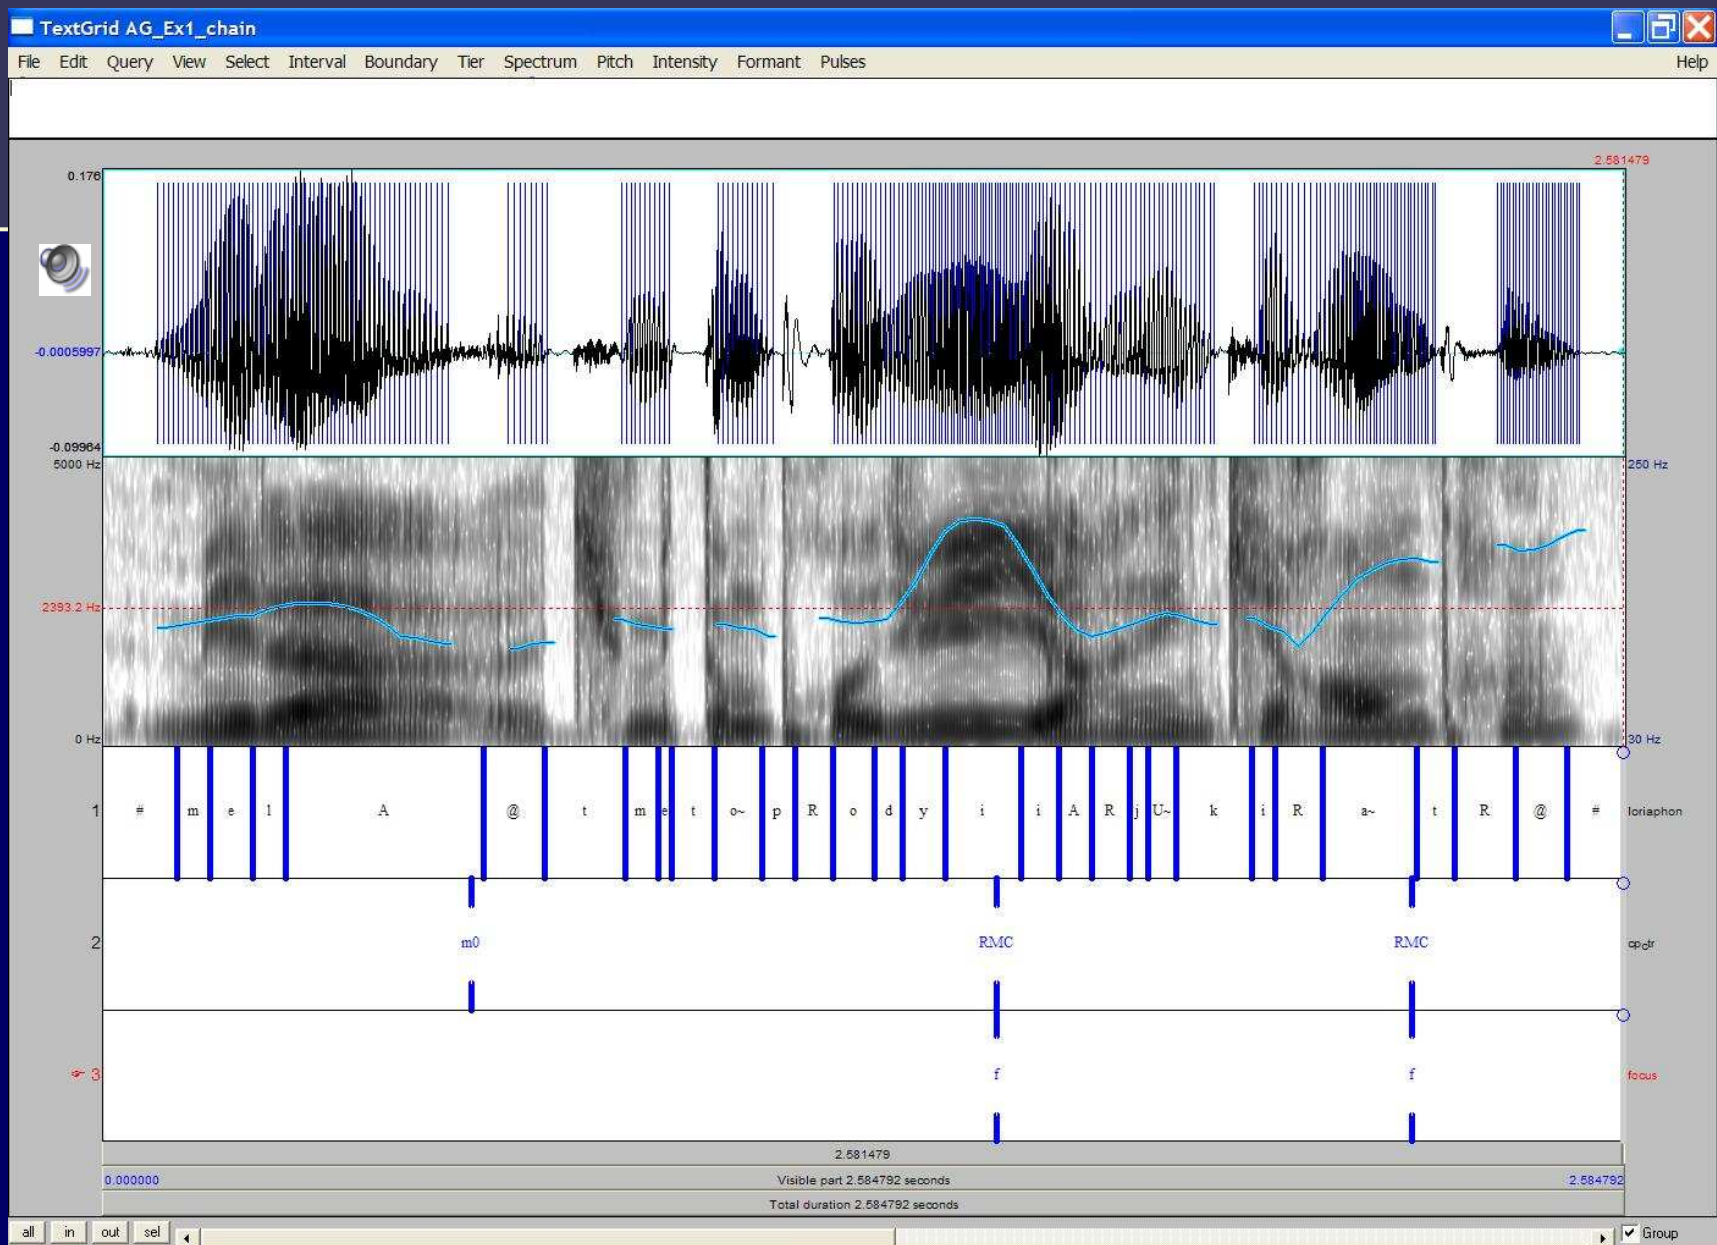 TextGrid AG_Ex1_chain
File Edit Query View Select Interval Boundary Tier Spectrum Pitch Intensity Formant Pulses Help
2.581479
0.176
-0.0005997
-0.09964
5000 Hz 250 Hz
2393.2 Hz
0 Hz 30 Hz
1 # m e l A @ t m e t o~ p R o d y i i A R j U~ k i R a~ t R @ # loriaphon
2 m0 RMC RMC
3 f f focus
2.581479
0.000000 Visible part 2.584792 seconds 2.584792
Total duration 2.584792 seconds
all in out sel Group